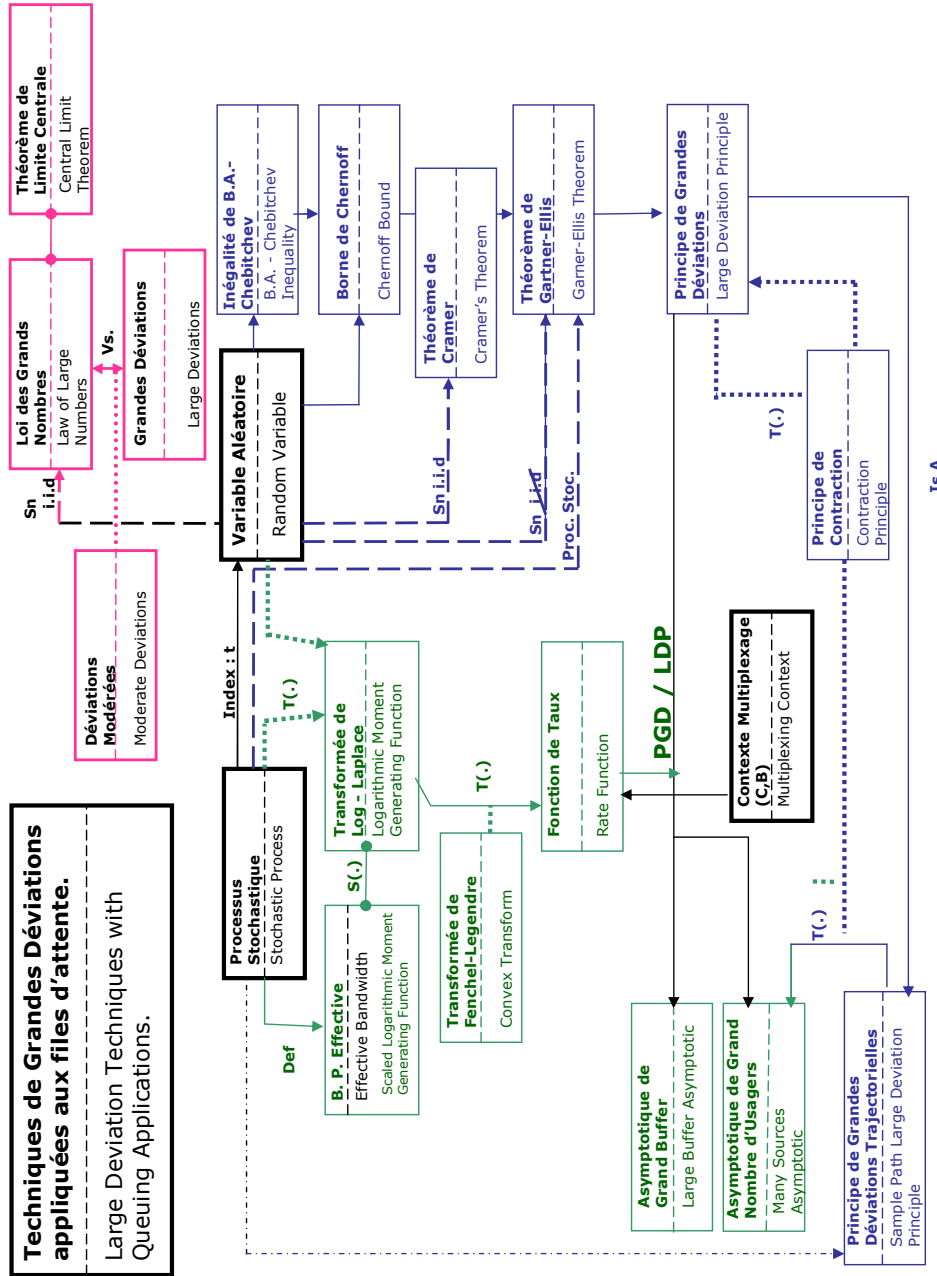 Techniques de Grandes Déviations
appliquées aux files d'attente.
Large Deviation Techniques with
Queuing Applications.
Déviations
Modérées
Moderate Deviations
Loi des Grands
Nombres
Law of Large
Numbers
Théorème de
Limite Centrale
Central Limit
Theorem
Sn
i.i.d
Vs.
Grandes Déviations
Large Deviations
Processus
Stochastique
Stochastic Process
Index : t
Variable Aléatoire
Random Variable
Inégalité de B.A.-
Chebitchev
B.A. - Chebitchev
Inequality
Def
T(.)
B. P. Effective
Effective Bandwidth
Scaled Logarithmic Moment
Generating Function
S(.)
Transformée de
Log - Laplace
Logarithmic Moment
Generating Function
Borne de Chernoff
Chernoff Bound
Sn i.i.d
Théorème de
Cramer
Cramer's Theorem
Transformée de
Fenchel-Legendre
Convex Transform
T(.)
Sn i.i.d
Proc. Stoc.
Théorème de
Gartner-Ellis
Garner-Ellis Theorem
Fonction de Taux
Rate Function
PGD / LDP
Asymptotique de
Grand Buffer
Large Buffer Asymptotic
Principe de Grandes
Déviations
Large Deviation Principle
Asymptotique de Grand
Nombre d'Usagers
Many Sources
Asymptotic
Contexte Multiplexage
(C,B)
Multiplexing Context
T(.)
T(.)
Principe de
Contraction
Contraction
Principle
Principe de Grandes
Déviations Trajectorielles
Sample Path Large Deviation
Principle
Is A